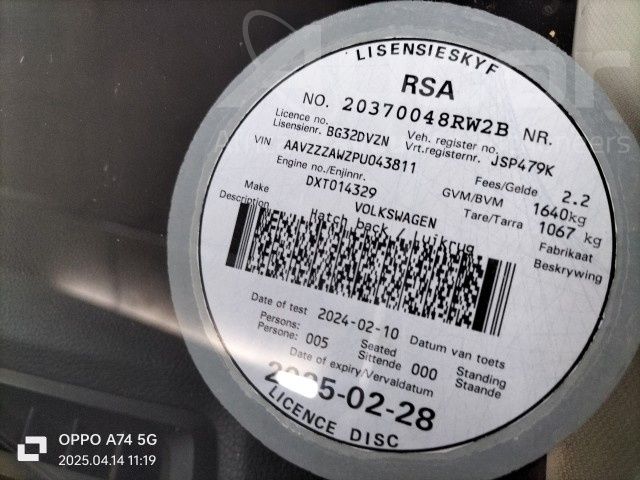 LISENSIESKYF
RSA
NO. 20370048RW2B NR.
Licence no. Veh. register no.
Lisensienr. BG32DVZN Vrt.registernr. JSP479K
VIN AAVZZZAWZPU043811 Fees/Gelde 2.2
Engine no./Enjinnr. GVM/BVM 1640kg
DXT014329 Tare/Tarra 1067 kg
Make VOLKSWAGEN Fabrikaat
Description Hatch back / Luikrug Beskrywing
Date of test 2024-02-10 Datum van toets
Persons: Seated Standing
Persone: 005 Sittende 000 Staande
Date of expiry/Vervaldatum
2025-02-28
LICENCE DISC
OPPO A74 5G
2025.04.14 11:19